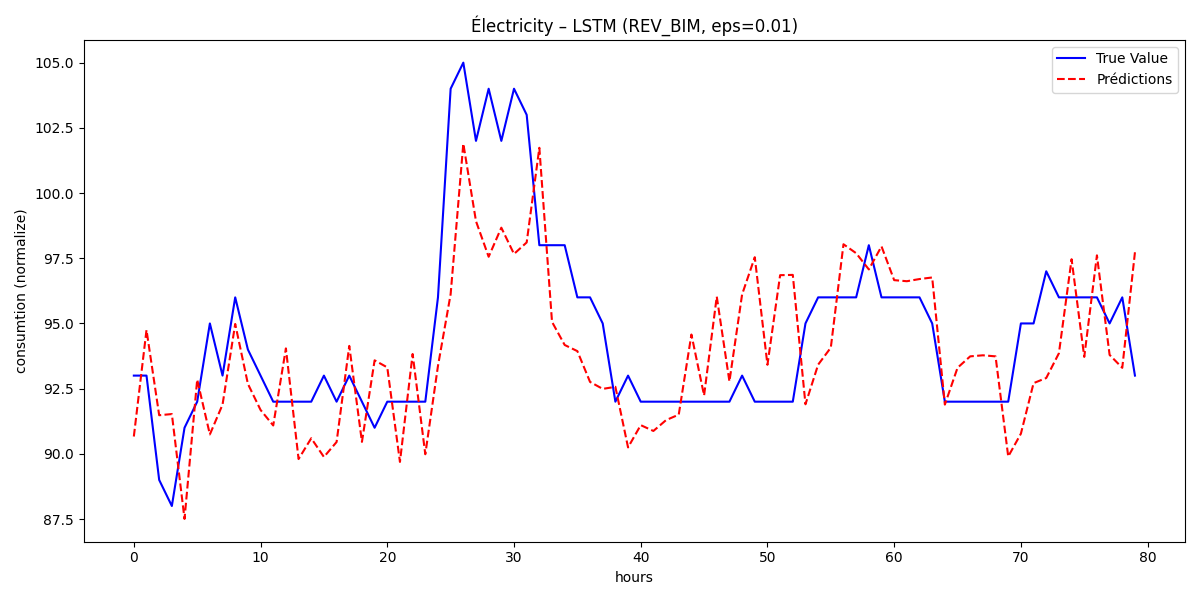 Électricity – LSTM (REV_BIM, eps=0.01)
True Value
Prédictions
consumtion (normalize)
105.0
102.5
100.0
97.5
95.0
92.5
90.0
87.5
0 10 20 30 40 50 60 70 80
hours